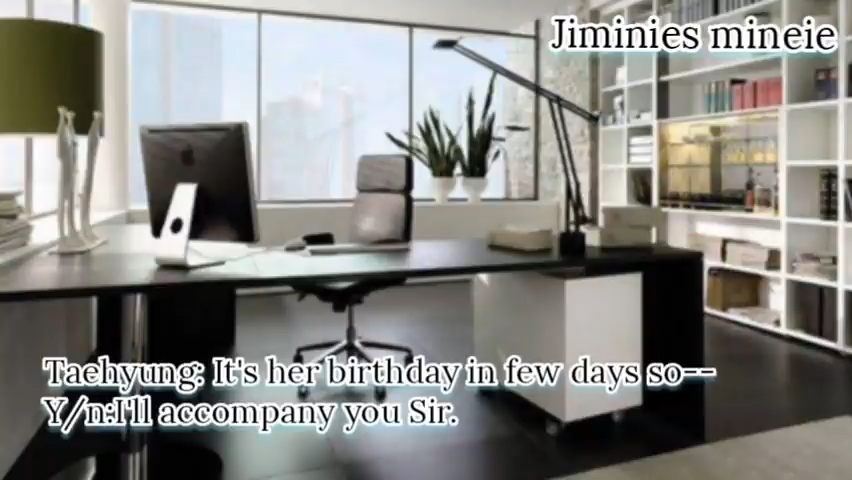 Jiminies mineie
Taehyung: It's her birthday in few days so--
Y/n:I'll accompany you Sir.